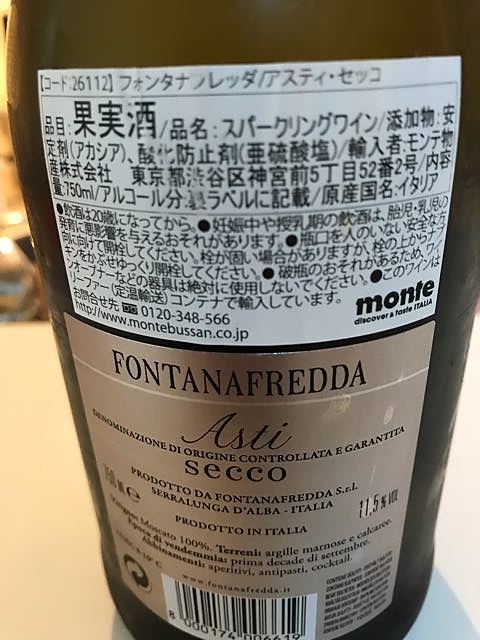 【コード:26112】フォンタナフレッダ/アスティ・セッコ
品目:果実酒/品名:スパークリングワイン/添加物:安
定剤(アカシア)、酸化防止剤(亜硫酸塩)/輸入者:モンテ物
産株式会社 東京都渋谷区神宮前5丁目52番2号/内容
量:750ml/アルコール分:裏ラベルに記載/原産国名:イタリア
●飲酒は20歳になってから。●妊娠中や授乳期の飲酒は、胎児・乳児の
発育に悪影響を与えるおそれがあります。●瓶口を人のいない安全な方
向に向けて開栓してください。栓が固い場合がありますが、栓の上からナプ
キンをかぶせゆっくり開栓してください。●破瓶のおそれがあるため、ワイ
ンオープナーなどの器具は絶対に使用しないでください。●このワインは
リーファー(定温輸送)コンテナで輸入しています。
お問合せ先 0120-348-566
http://www.montebussan.co.jp
monte
discover & taste ITALIA
FONTANAFREDDA
Asti
DENOMINAZIONE DI ORIGINE CONTROLLATA E GARANTITA
secco
750 ml e
PRODOTTO DA FONTANAFREDDA S.r.l.
SERRALUNGA D'ALBA - ITALIA
11,5% VOL
PRODOTTO IN ITALIA
Vitigno: Moscato 100%. Terreni: argille marnose e calcaree.
Epoca di vendemmia: prima decade di settembre.
Abbinamenti: aperitivi, antipasti, cocktail.
www.fontanafredda.it
8 000174 006619